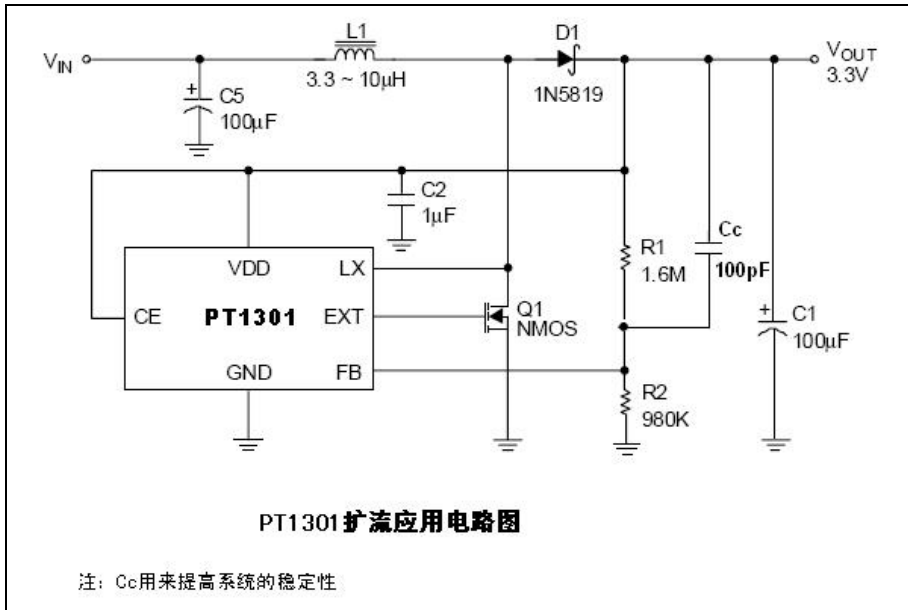 L1
D1
VIN
VOUT
3.3V
3.3 ~ 10μH
1N5819
+
C5
100μF
C2
1μF
R1
1.6M
Cc
100pF
VDD
LX
CE
PT1301
EXT
Q1
NMOS
+
C1
100μF
GND
FB
R2
980K
PT1301扩流应用电路图
注：Cc用来提高系统的稳定性